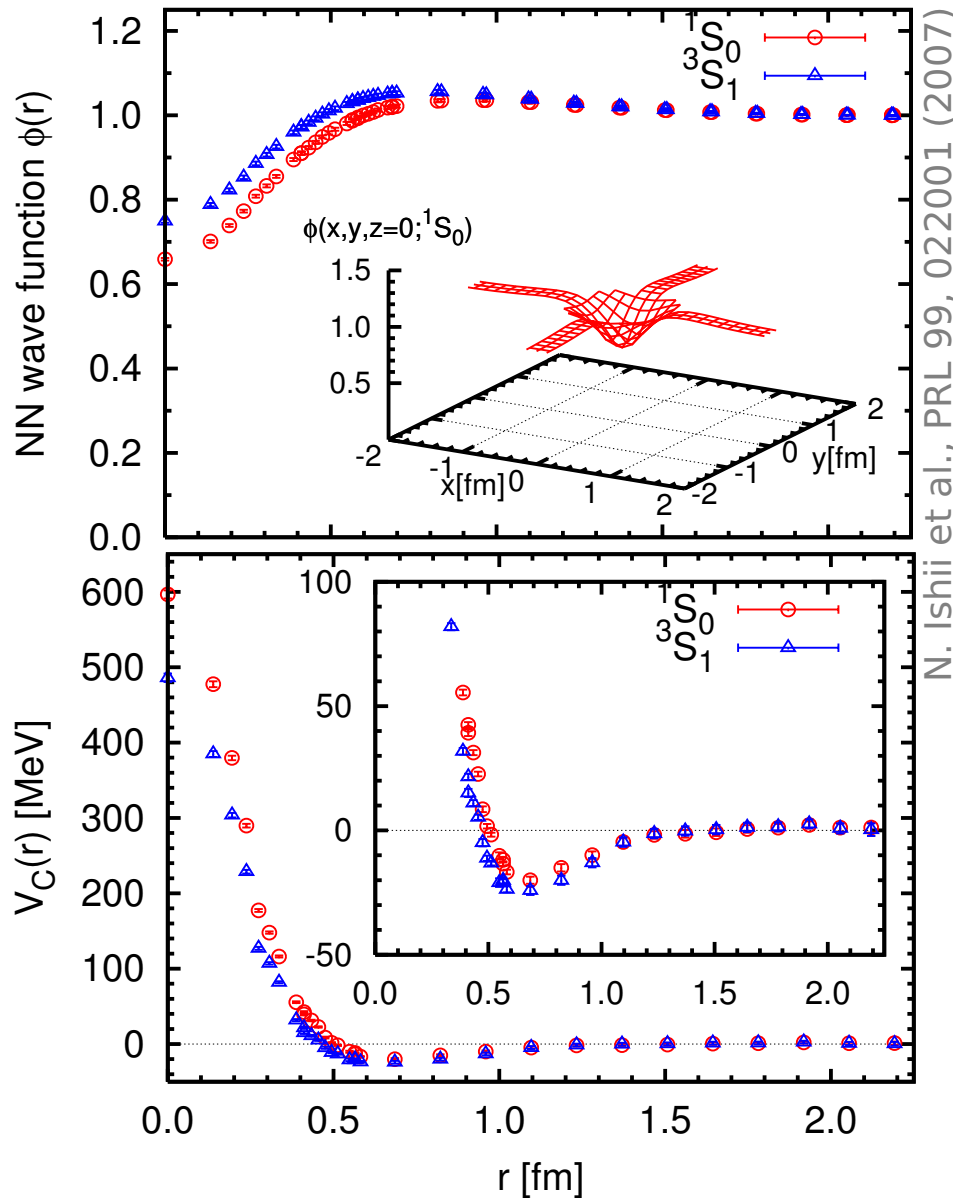 NN wave function ϕ(r)
1.2
1.0
0.8
0.6
0.4
0.2
0.0
¹S₀
³S₁
ϕ(x,y,z=0;¹S₀)
1.5
1.0
0.5
-2
-1
0
1
2
x[fm]
-2
-1
0
1
2
y[fm]
V_C(r) [MeV]
600
500
400
300
200
100
0
100
50
0
-50
¹S₀
³S₁
0.0 0.5 1.0 1.5 2.0
0.0 0.5 1.0 1.5 2.0
r [fm]
N. Ishii et al., PRL 99, 022001 (2007)